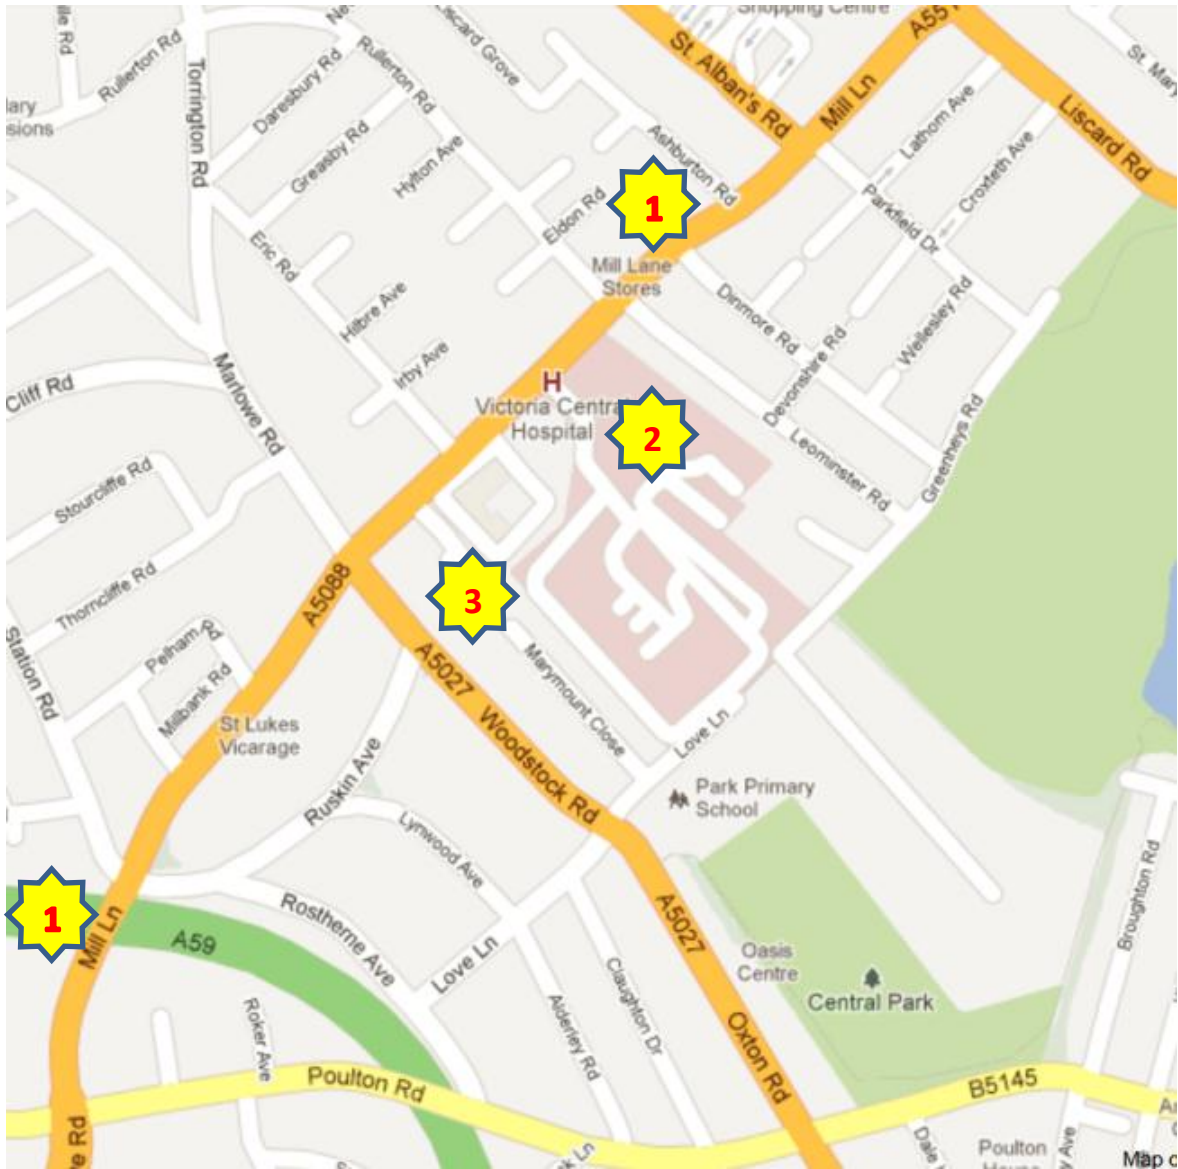 Shopping Centre
A551
Rullerton Rd
Torrington Rd
Daresbury Rd
Rullerton Rd
Liscard Grove
St. Alban's Rd
Mill Ln
Lathom Ave
Liscard Rd
St. Mary
Greasby Rd
Hylton Ave
Ashburton Rd
Croxteth Ave
Parkfield Dr
1
Eldon Rd
Eric Rd
Mill Lane
Stores
Hilbre Ave
Dinmore Rd
Wellesley Rd
Irby Ave
Devonshire Rd
Cliff Rd
Marlowe Rd
H
Victoria Central
Hospital
2
Leominster Rd
Greenheys Rd
Stourcliffe Rd
Thorncliffe Rd
A5088
3
Station Rd
Pelham Rd
Millbank Rd
A5027
Marymount Close
St Lukes
Vicarage
Woodstock Rd
Love Ln
Ruskin Ave
Park Primary
School
Lynwood Ave
1
Mill Ln
A59
Rostherne Ave
Love Ln
A5027
Oasis
Centre
Central Park
Broughton Rd
Claughton Dr
Alderley Rd
Roker Ave
Oxton Rd
Poulton Rd
B5145
Poulton
Dale
Ave
Map